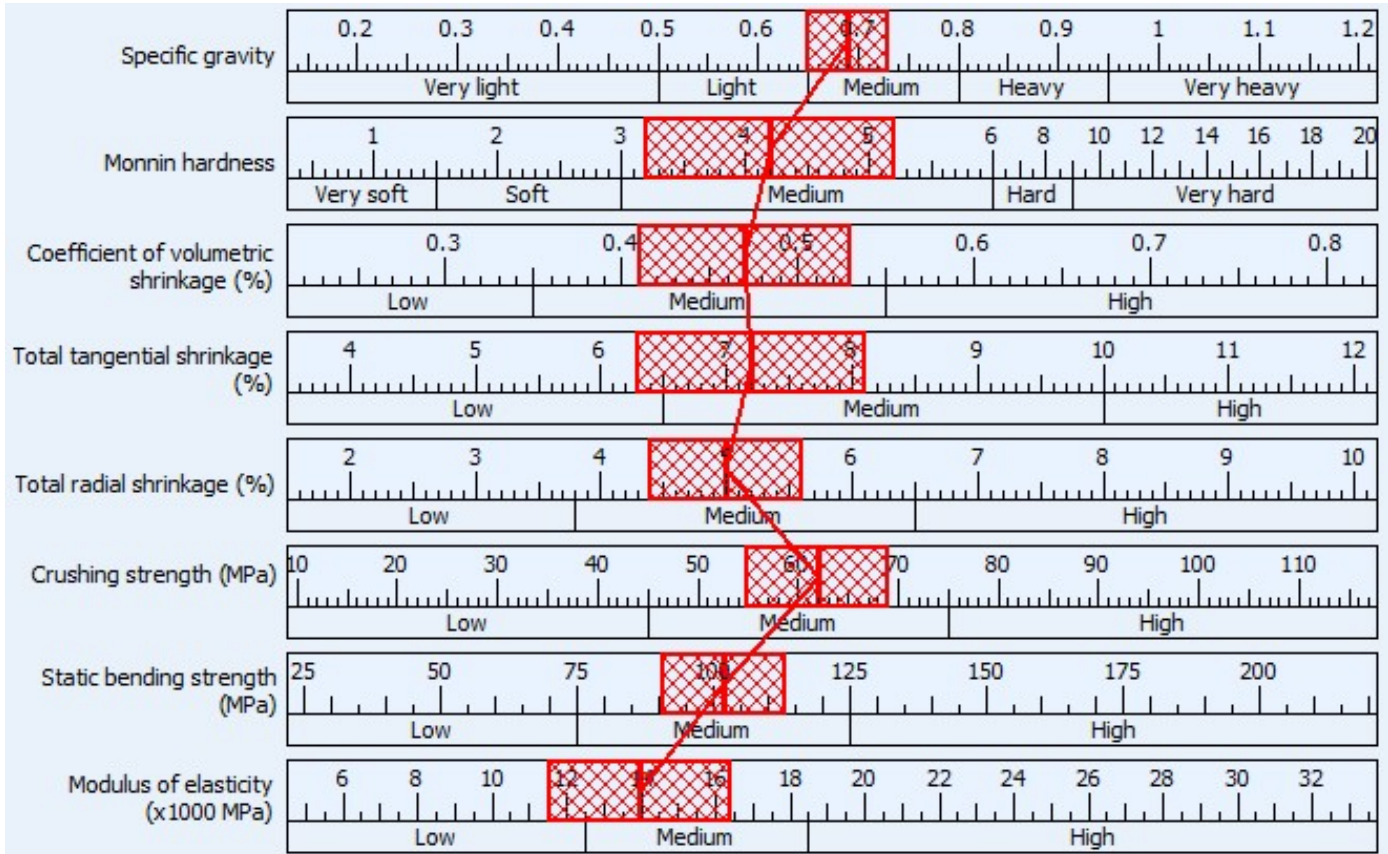 0.2 0.3 0.4 0.5 0.6 0.7 0.8 0.9 1 1.1 1.2
Specific gravity
Very light Light Medium Heavy Very heavy
1 2 3 4 5 6 8 10 12 14 16 18 20
Monnin hardness
Very soft Soft Medium Hard Very hard
0.3 0.4 0.5 0.6 0.7 0.8
Coefficient of volumetric
shrinkage (%)
Low Medium High
4 5 6 7 8 9 10 11 12
Total tangential shrinkage
(%)
Low Medium High
2 3 4 6 7 8 9 10
Total radial shrinkage (%)
Low Medium High
10 20 30 40 50 60 70 80 90 100 110
Crushing strength (MPa)
Low Medium High
25 50 75 100 125 150 175 200
Static bending strength
(MPa)
Low Medium High
6 8 10 12 14 16 18 20 22 24 26 28 30 32
Modulus of elasticity
(x1000 MPa)
Low Medium High